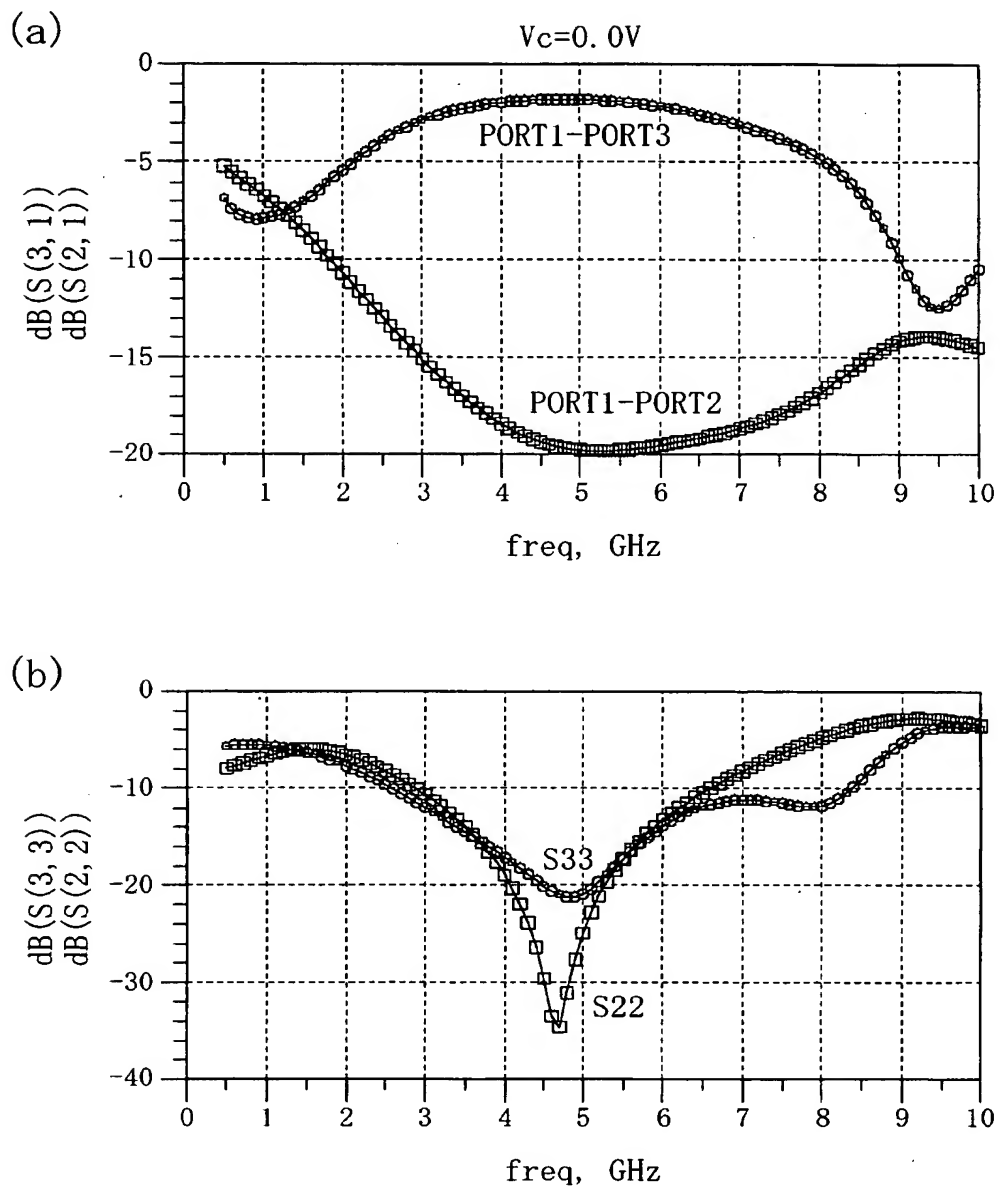 (a)
Vc=0.0V
dB(S(3,1))
dB(S(2,1))
0
-5
-10
-15
-20
PORT1-PORT3
PORT1-PORT2
0 1 2 3 4 5 6 7 8 9 10
freq, GHz
(b)
dB(S(3,3))
dB(S(2,2))
0
-10
-20
-30
-40
S33
S22
0 1 2 3 4 5 6 7 8 9 10
freq, GHz